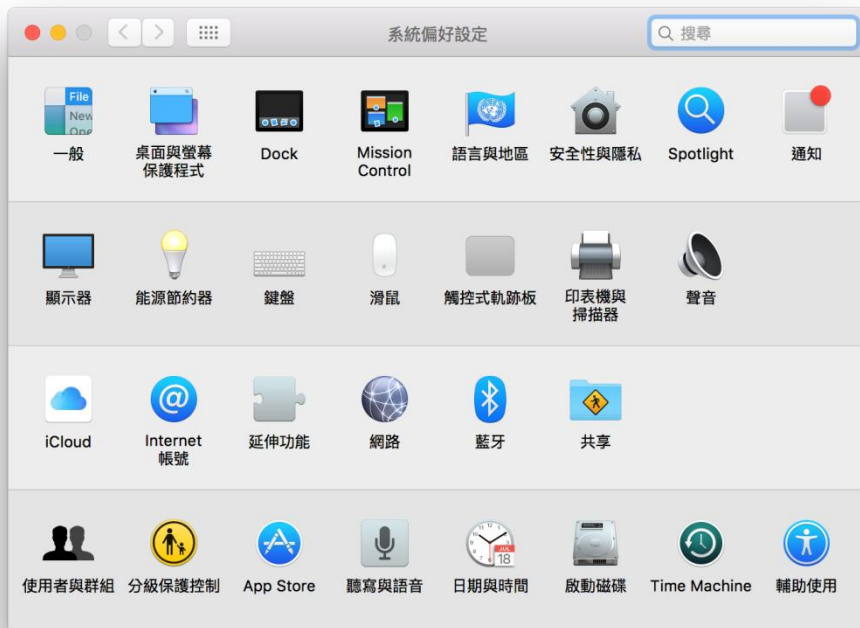 系統偏好設定
搜尋
File
New
Ope
一般
桌面與螢幕
保護程式
Dock
Mission
Control
語言與地區
安全性與隱私
Spotlight
通知
顯示器
能源節約器
鍵盤
滑鼠
觸控式軌跡板
印表機與
掃描器
聲音
iCloud
Internet
帳號
延伸功能
網路
藍牙
共享
使用者與群組
分級保護控制
App Store
聽寫與語音
JUL
18
日期與時間
啟動磁碟
Time Machine
輔助使用